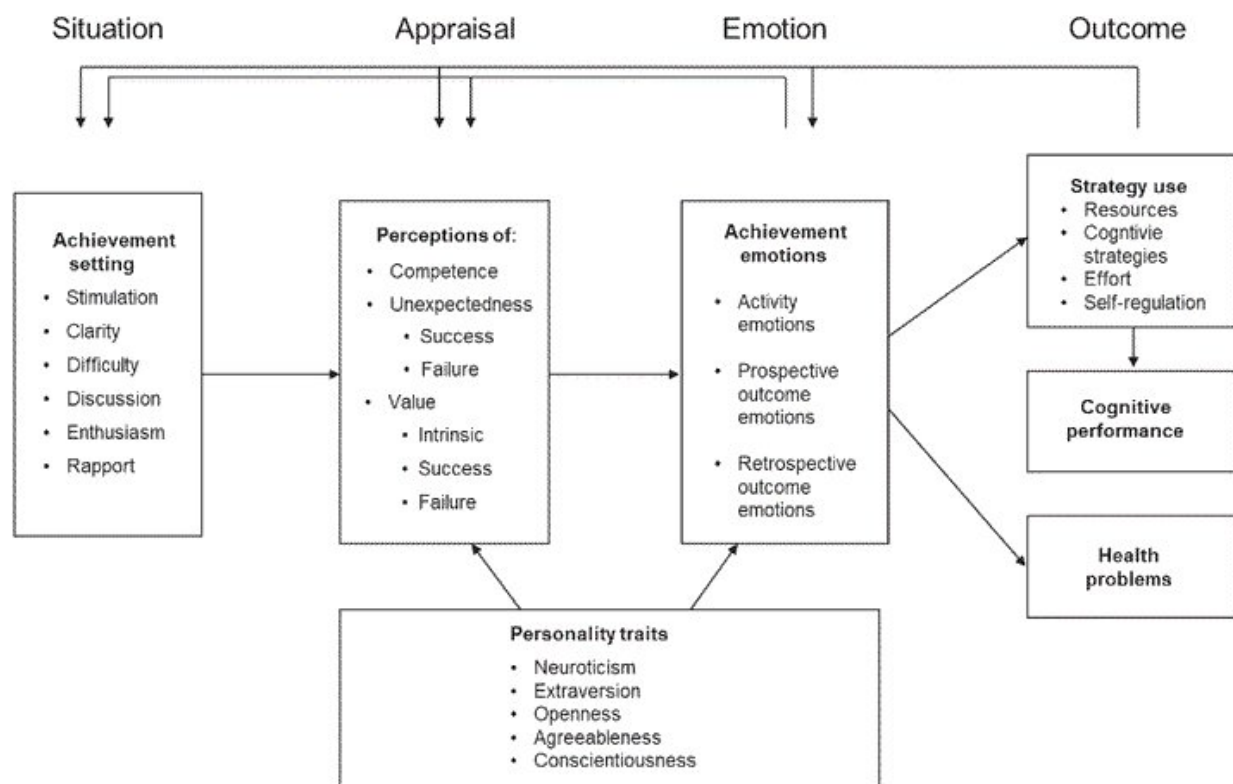 Situation
Appraisal
Emotion
Outcome
Achievement
setting
Stimulation
Clarity
Difficulty
Discussion
Enthusiasm
Rapport
Perceptions of:
Competence
Unexpectedness
Success
Failure
Value
Intrinsic
Success
Failure
Achievement
emotions
Activity
emotions
Prospective
outcome
emotions
Retrospective
outcome
emotions
Strategy use
Resources
Cogntivie
strategies
Effort
Self-regulation
Cognitive
performance
Health
problems
Personality traits
Neuroticism
Extraversion
Openness
Agreeableness
Conscientiousness